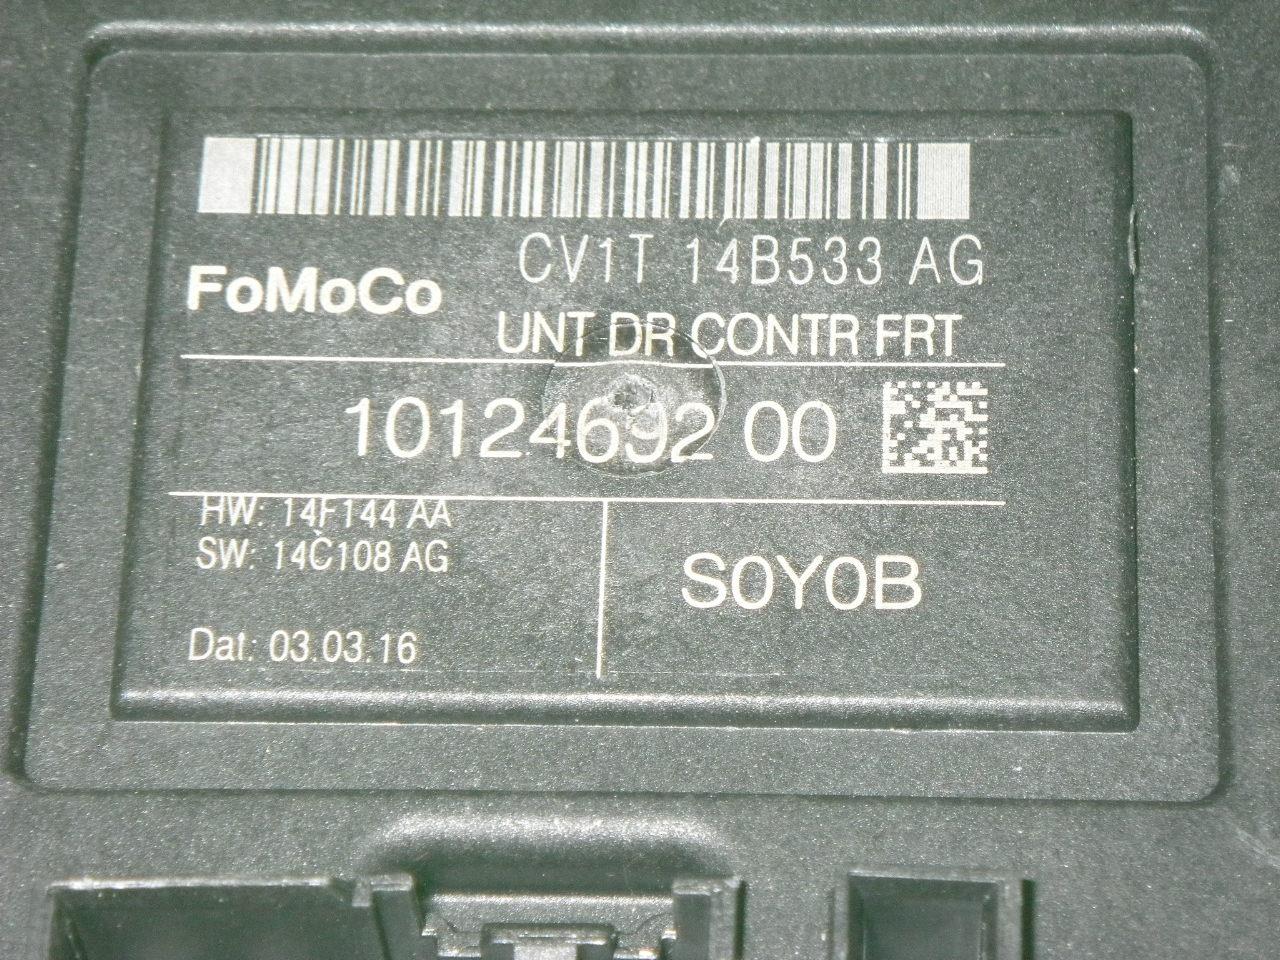 CV1T 14B533 AG
FoMoCo
UNT DR CONTR FRT
10124692 00
HW: 14F144 AA
SW: 14C108 AG
S0Y0B
Dat: 03.03.16